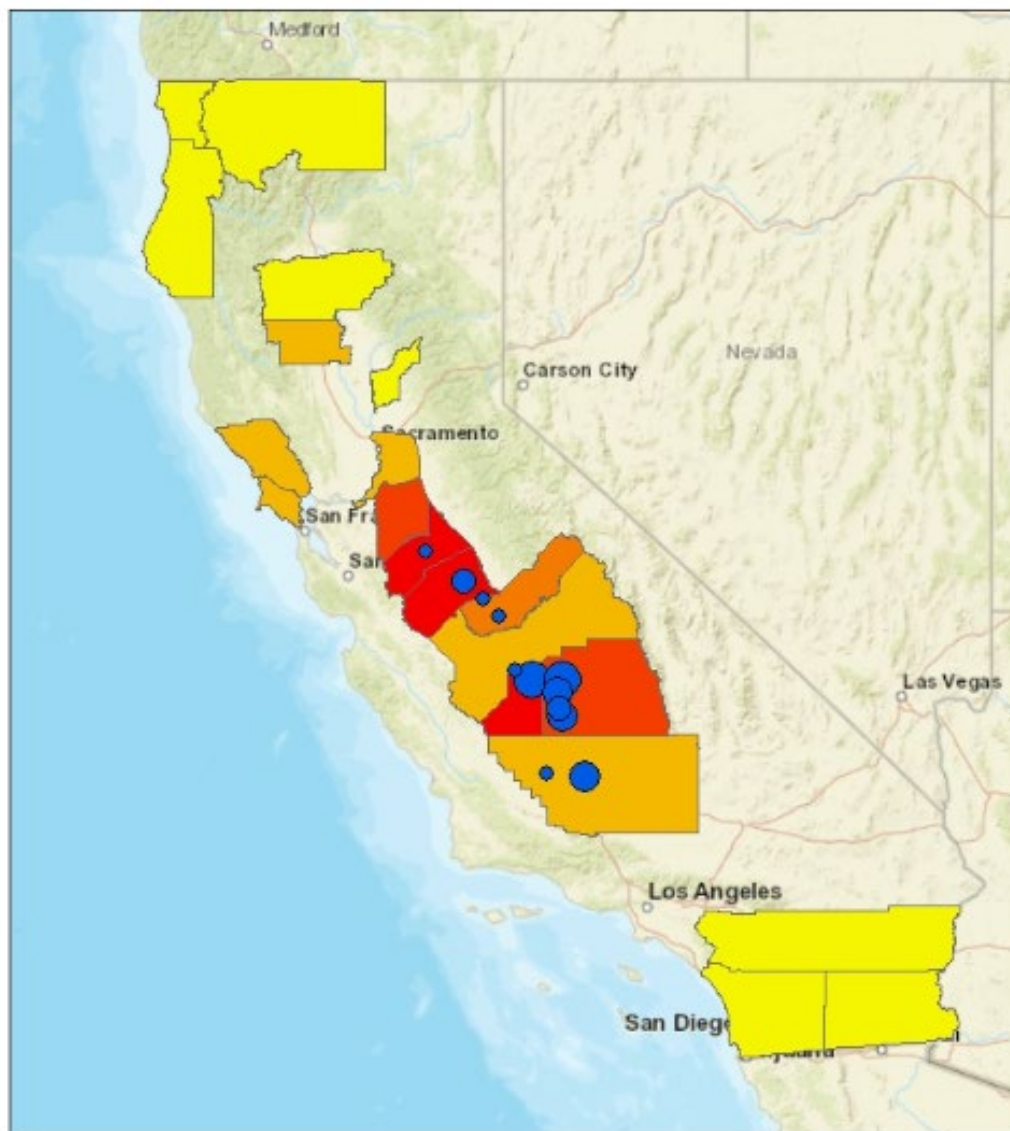 Medford
Nevada
Carson City
Sacramento
San Fra
San
Las Vegas
Los Angeles
San Diego